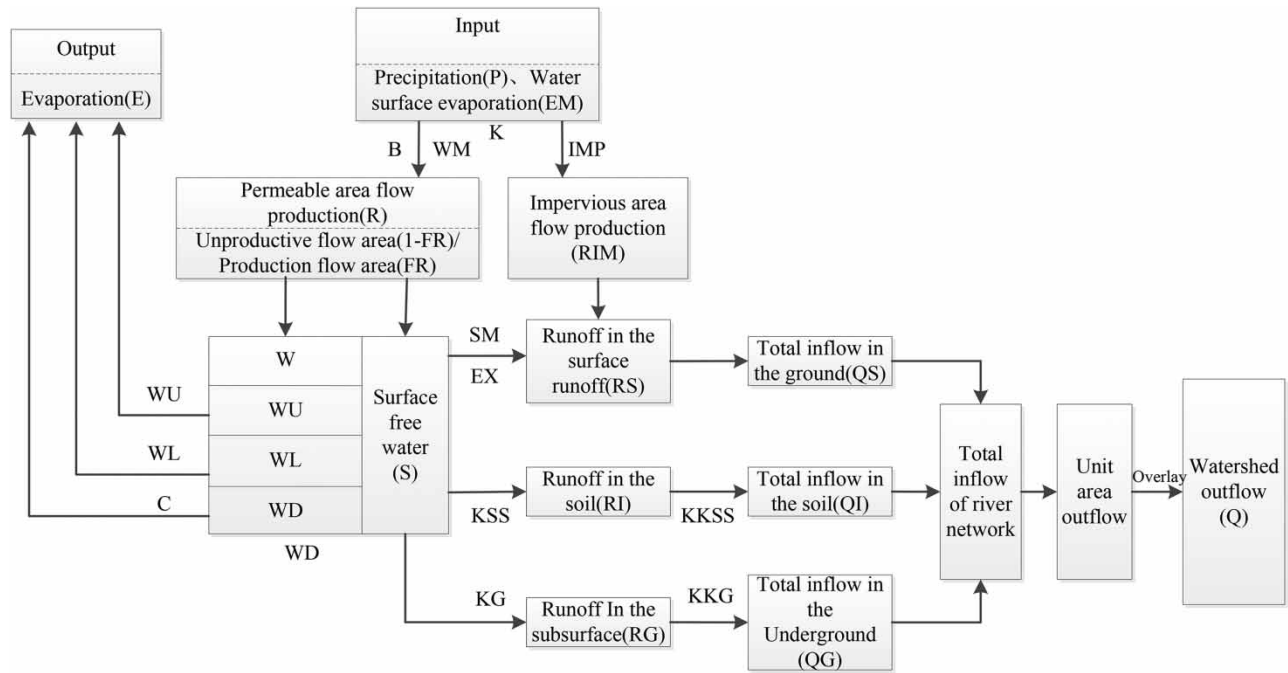 Output
Evaporation(E)
Input
Precipitation(P)、Water
surface evaporation(EM)
K
B
WM
IMP
Permeable area flow
production(R)
Unproductive flow area(1-FR)/
Production flow area(FR)
Impervious area
flow production
(RIM)
W
WU
WL
WD
Surface
free
water
(S)
WU
WL
C
WD
SM
EX
Runoff in the
surface
runoff(RS)
Total inflow in
the ground(QS)
KSS
Runoff in the
soil(RI)
KKSS
Total inflow in
the soil(QI)
KG
Runoff In the
subsurface(RG)
KKG
Total inflow in
the
Underground
(QG)
Total
inflow
of river
network
Unit
area
outflow
Overlay
Watershed
outflow
(Q)